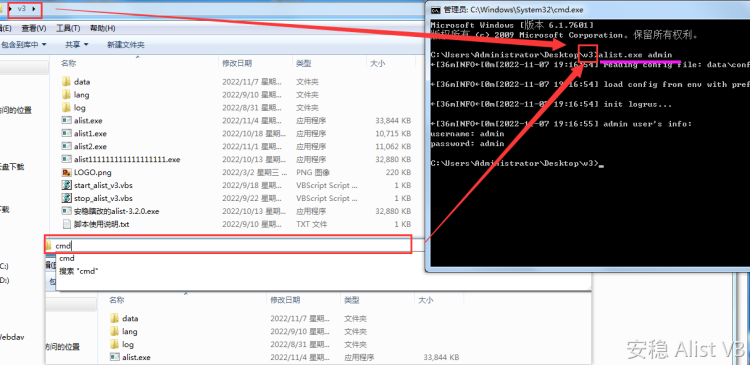 v3
管理员: C:\Windows\System32\cmd.exe
编辑(E) 查看(V) 工具(T) 帮助(H)
包含到库中 共享 新建文件夹
名称 修改日期 类型 大小
data 2022/11/7 星期... 文件夹
lang 2022/9/10 星期... 文件夹
log 2022/8/31 星期... 文件夹
alist.exe 2022/11/4 星期... 应用程序 33,844 KB
alist1.exe 2022/10/18 星期... 应用程序 10,715 KB
alist2.exe 2022/11/1 星期... 应用程序 11,062 KB
alist111111111111111111.exe 2022/10/13 星期... 应用程序 32,880 KB
LOGO.png 2022/3/2 星期三 ... PNG 图像 220 KB
start_alist_v3.vbs 2022/9/10 星期... VBScript Script ... 1 KB
stop_alist_v3.vbs 2022/9/10 星期... VBScript Script ... 1 KB
安稳魔改的alist-3.2.0.exe 2022/10/13 星期... 应用程序 32,880 KB
脚本使用说明.txt 2022/9/10 星期... TXT 文件 1 KB
访问的位置
云盘下载
下载
(C:)
(D:)
Webdav
Microsoft Windows [版本 6.1.7601]
版权所有 (c) 2009 Microsoft Corporation。保留所有权利。
C:\Users\Administrator\Desktop\v3>alist.exe admin
←[36mINFO←[0m[2022-11-07 19:16:54] reading config file: data\conf
←[36mINFO←[0m[2022-11-07 19:16:54] load config from env with pref
←[36mINFO←[0m[2022-11-07 19:16:54] init logrus...
←[36mINFO←[0m[2022-11-07 19:16:55] admin user's info:
username: admin
password: admin
C:\Users\Administrator\Desktop\v3>
cmd
cmd
搜索 "cmd"
名称 修改日期 类型 大小
data 2022/11/7 星期... 文件夹
lang 2022/9/10 星期... 文件夹
log 2022/8/31 星期... 文件夹
alist.exe 2022/11/4 星期... 应用程序 33,844 KB
访问的位置
安稳 Alist V3